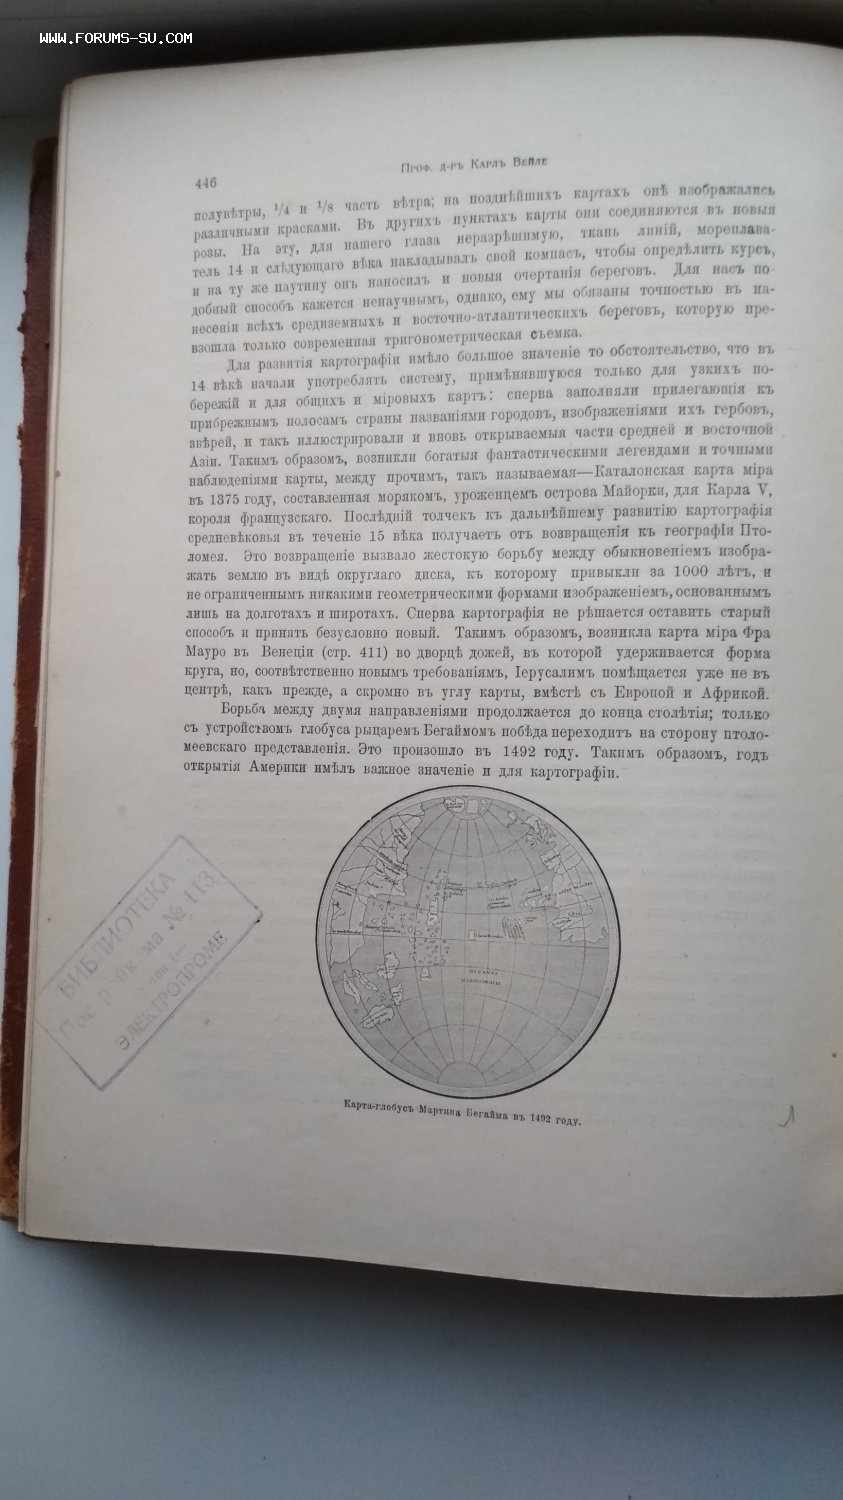 WWW.FORUMS-SU.COM
446
Проф. д-ръ Карлъ Вейле
полувѣтры, 1/4 и 1/8 часть вѣтра; на позднѣйшихъ картахъ онѣ изображались
различными красками. Въ другихъ пунктахъ карты они соединяются въ новыя
розы. На эту, для нашего глаза неразрѣшимую, ткань линій, мореплава-
тель 14 и слѣдующаго вѣка накладывалъ свой компасъ, чтобы опредѣлить курсъ,
и на ту же паутину онъ наносилъ и новыя очертанія береговъ. Для насъ по-
добный способъ кажется ненаучнымъ, однако, ему мы обязаны точностью въ на-
несеніи всѣхъ средиземныхъ и восточно-атлантическихъ береговъ, которую пре-
взошла только современная тригонометрическая съемка.
Для развитія картографіи имѣло большое значеніе то обстоятельство, что въ
14 вѣкѣ начали употреблять систему, примѣнявшуюся только для узкихъ по-
бережій и для общихъ и міровыхъ картъ: сперва заполняли прилегающія къ
прибрежнымъ полосамъ страны названіями городовъ, изображеніями ихъ гербовъ,
звѣрей, и такъ иллюстрировали и вновь открываемыя части средней и восточной
Азіи. Такимъ образомъ, возникли богатыя фантастическими легендами и точными
наблюденіями карты, между прочимъ, такъ называемая—Каталонская карта міра
въ 1375 году, составленная морякомъ, уроженцемъ острова Майорки, для Карла V,
короля французскаго. Послѣдній толчекъ къ дальнѣйшему развитію картографія
средневѣковья въ теченіе 15 вѣка получаетъ отъ возвращенія къ географіи Пто-
ломея. Это возвращеніе вызвало жестокую борьбу между обыкновеніемъ изобра-
жать землю въ видѣ округлаго диска, къ которому привыкли за 1000 лѣтъ, и
не ограниченнымъ никакими геометрическими формами изображеніемъ, основаннымъ
лишь на долготахъ и широтахъ. Сперва картографія не рѣшается оставить старый
способъ и принять безусловно новый. Такимъ образомъ, возникла карта міра Фра
Мауро въ Венеціи (стр. 411) во дворцѣ дожей, въ которой удерживается форма
круга, но, соотвѣтственно новымъ требованіямъ, Іерусалимъ помѣщается уже не въ
центрѣ, какъ прежде, а скромно въ углу карты, вмѣстѣ съ Европой и Африкой.
Борьба между двумя направленіями продолжается до конца столѣтія; только
съ устройствомъ глобуса рыцаремъ Бегаймомъ побѣда переходитъ на сторону птоло-
меевскаго представленія. Это произошло въ 1492 году. Такимъ образомъ, годъ
открытія Америки имѣлъ важное значеніе и для картографіи.
OCEANUS
MERIDIONALIS
Карта-глобусъ Мартина Бегайма въ 1492 году.
БИБЛИОТЕКА
№ 113
ЭЛЕКТРОПРОМЕ